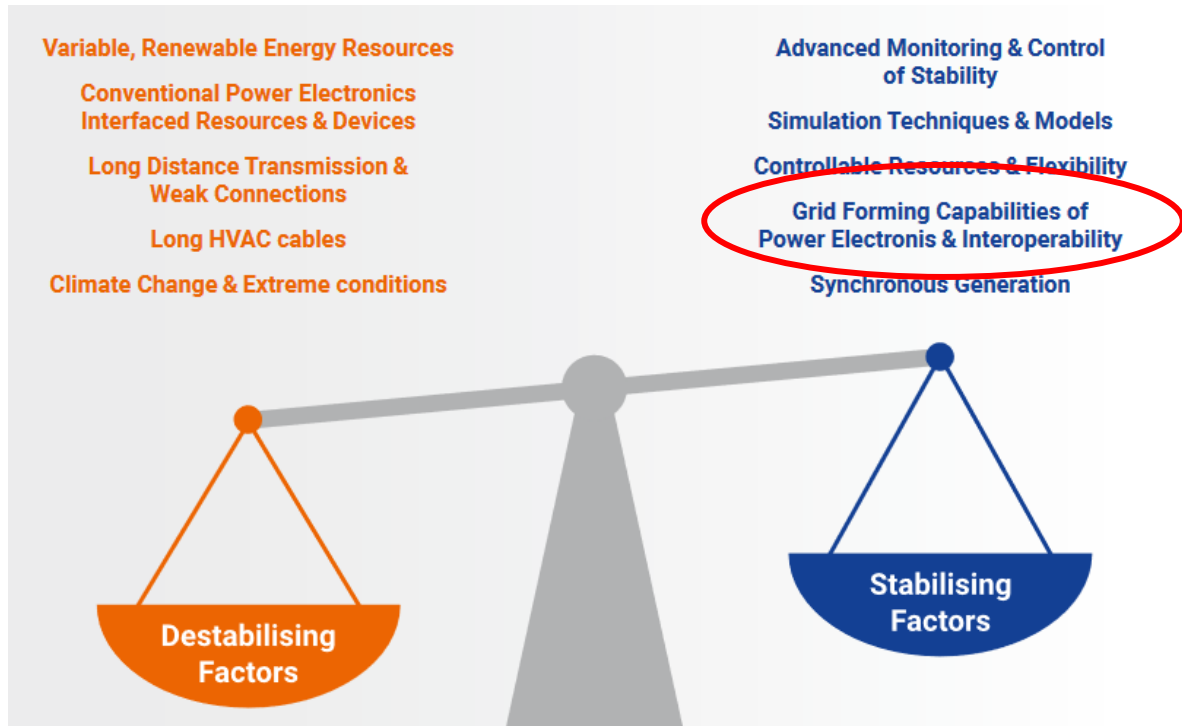 Variable, Renewable Energy Resources
Conventional Power Electronics
Interfaced Resources & Devices
Long Distance Transmission &
Weak Connections
Long HVAC cables
Climate Change & Extreme conditions
Advanced Monitoring & Control
of Stability
Simulation Techniques & Models
Controllable Resources & Flexibility
Grid Forming Capabilities of
Power Electronis & Interoperability
Synchronous Generation
Destabilising
Factors
Stabilising
Factors